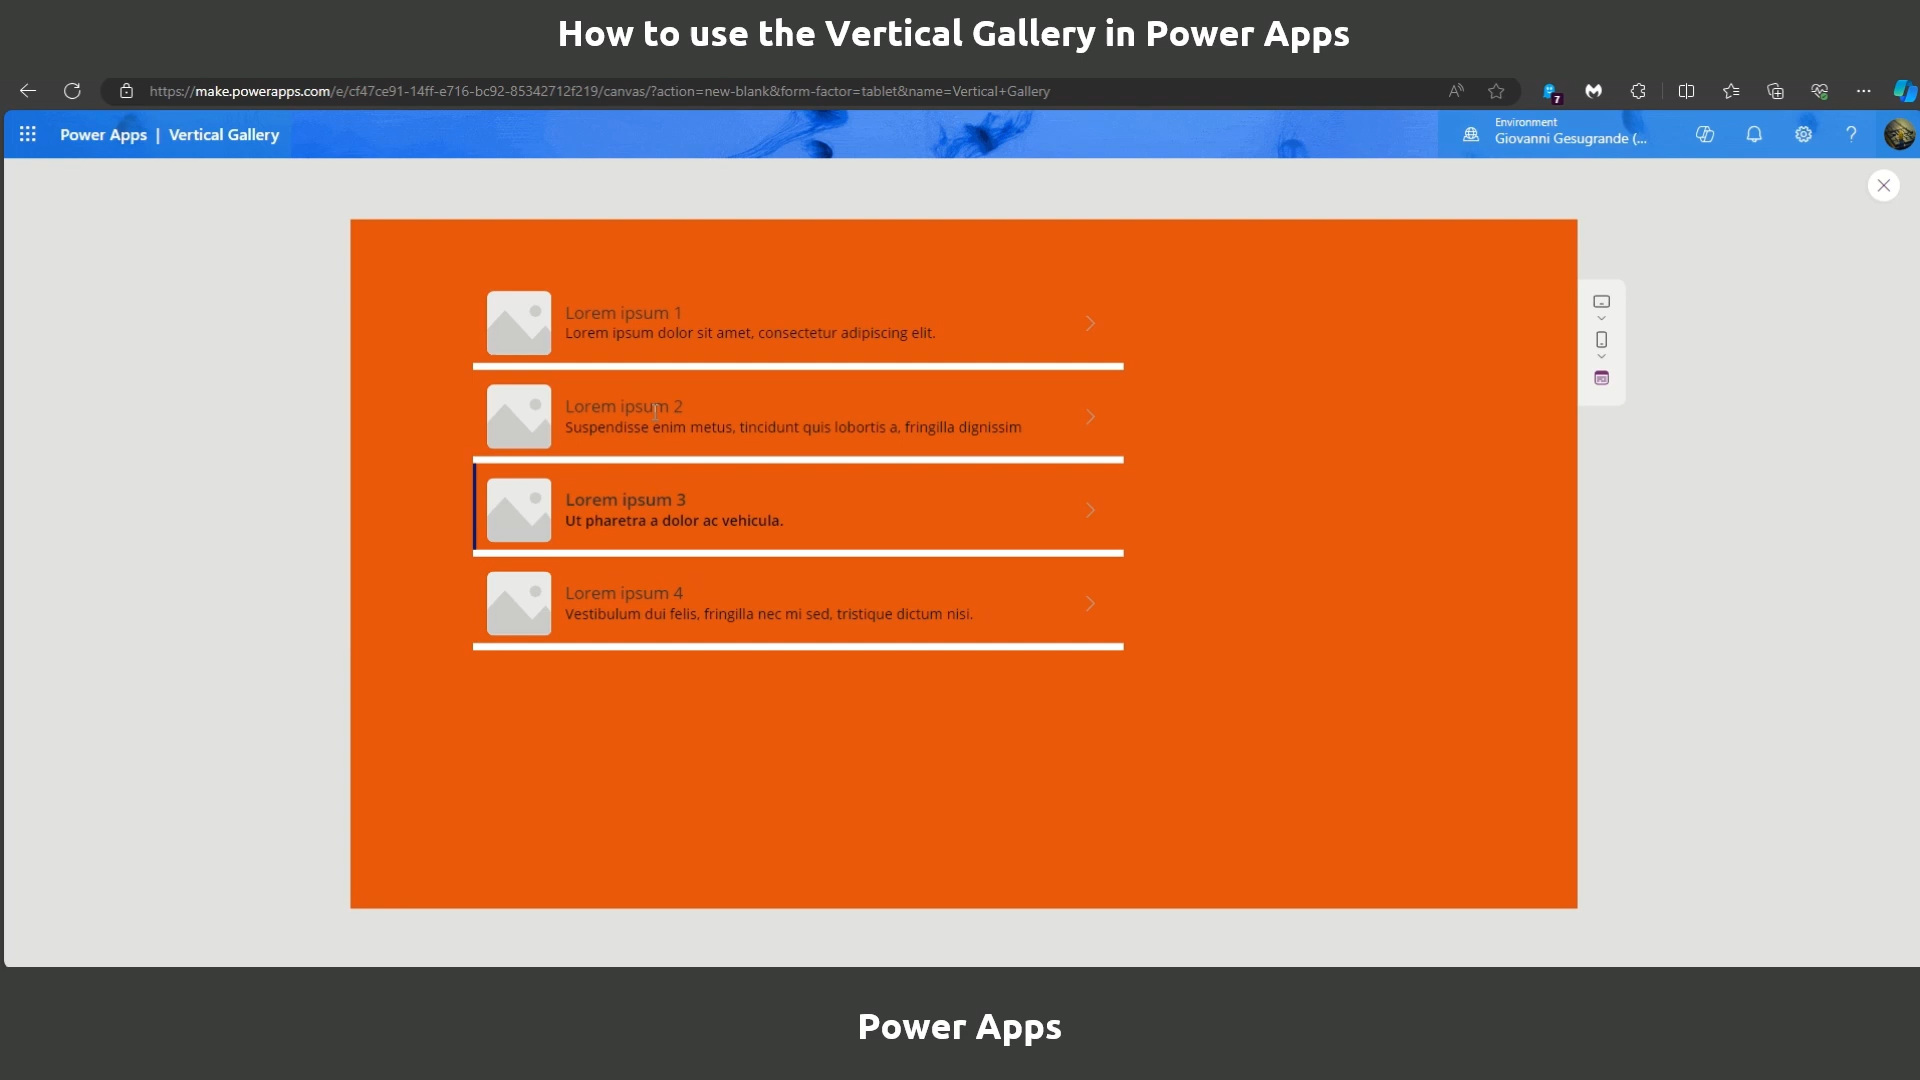 How to use the Vertical Gallery in Power Apps
https://make.powerapps.com/e/cf47ce91-14ff-e716-bc92-85342712f219/canvas/?action=new-blank&form-factor=tablet&name=Vertical+Gallery
A
7
Power Apps | Vertical Gallery
Environment
Giovanni Gesugrande (...
?
Lorem ipsum 1
Lorem ipsum dolor sit amet, consectetur adipiscing elit.
Lorem ipsum 2
Suspendisse enim metus, tincidunt quis lobortis a, fringilla dignissim
Lorem ipsum 3
Ut pharetra a dolor ac vehicula.
Lorem ipsum 4
Vestibulum dui felis, fringilla nec mi sed, tristique dictum nisi.
Power Apps